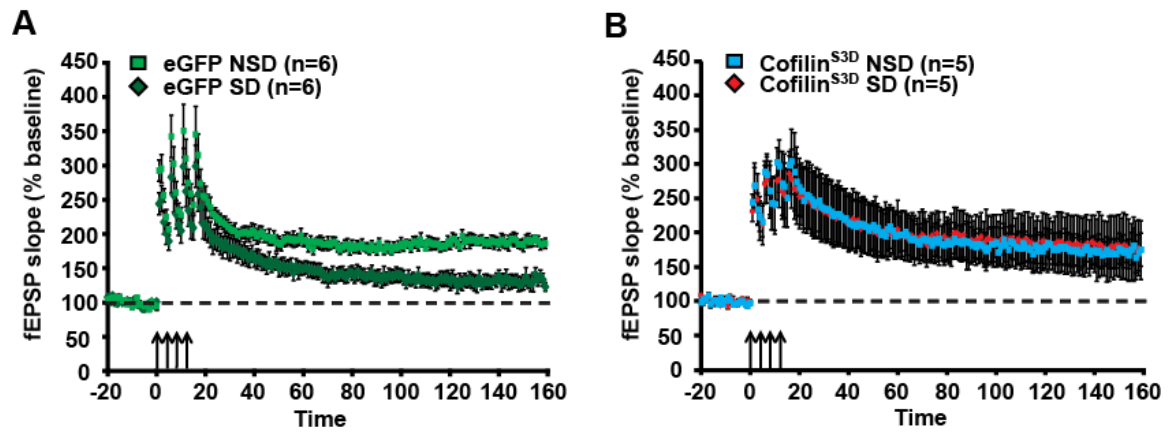 A
eGFP NSD (n=6)
eGFP SD (n=6)
fEPSP slope (% baseline)
450
400
350
300
250
200
150
100
50
0
-20 0 20 40 60 80 100 120 140 160
Time
B
Cofilin^S3D NSD (n=5)
Cofilin^S3D SD (n=5)
fEPSP slope (% baseline)
450
400
350
300
250
200
150
100
50
0
-20 0 20 40 60 80 100 120 140 160
Time